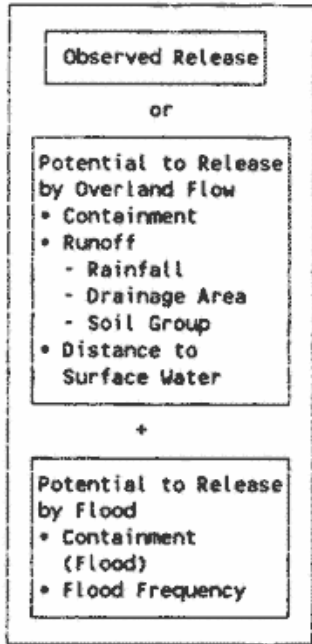 Observed Release
or
Potential to Release
by Overland Flow
• Containment
• Runoff
- Rainfall
- Drainage Area
- Soil Group
• Distance to
Surface Water
+
Potential to Release
by Flood
• Containment
(Flood)
• Flood Frequency